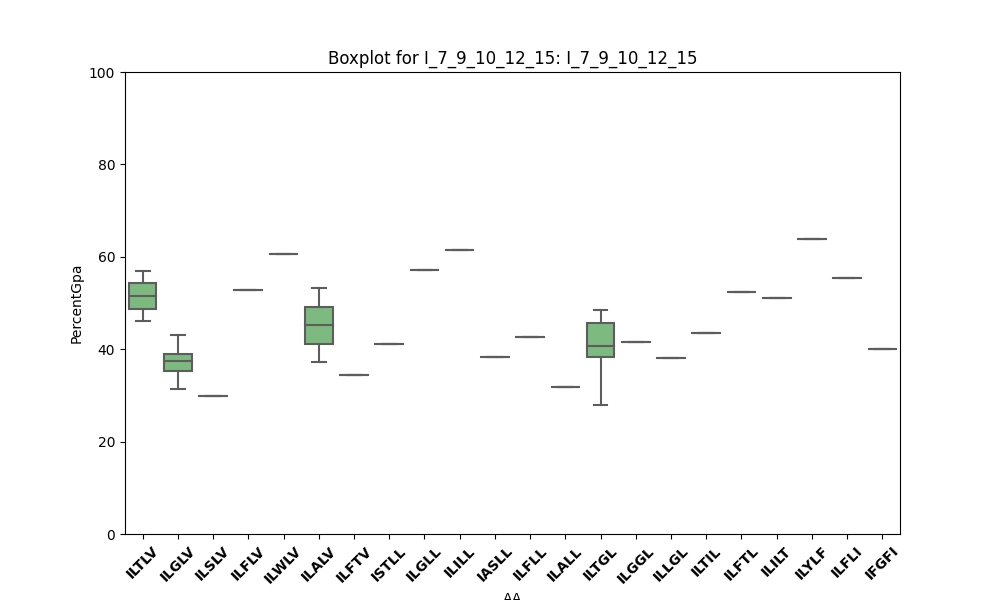 Boxplot for I_7_9_10_12_15: I_7_9_10_12_15
100
80
60
40
20
0
PercentGpa
ILTLV
ILGLV
ILSLV
ILFLV
ILWLV
ILALV
ILFTV
ISTLL
ILGLL
ILILL
IASLL
ILFLL
ILALL
ILTGL
ILGGL
ILLGL
ILTIL
ILFTL
ILILT
ILYLF
ILFLI
IFGFI
AA